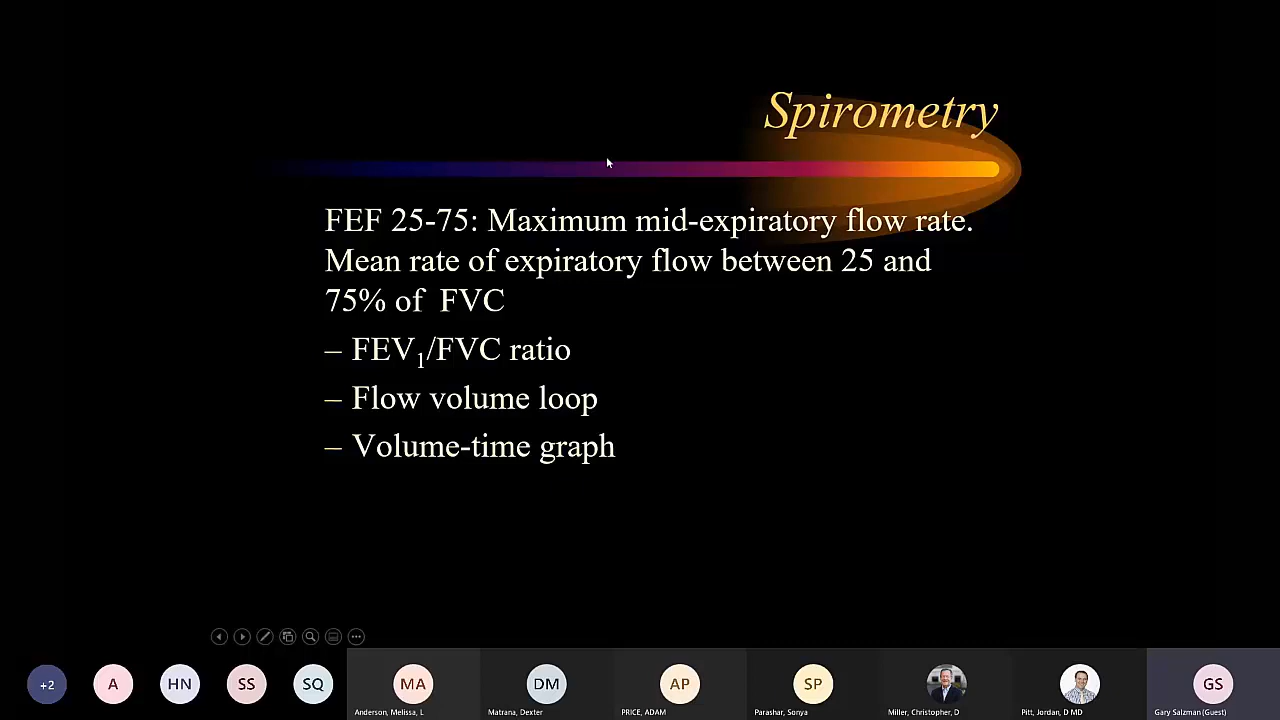 Spirometry
FEF 25-75: Maximum mid-expiratory flow rate.
Mean rate of expiratory flow between 25 and
75% of FVC
– FEV1/FVC ratio
– Flow volume loop
– Volume-time graph
+2
A
HN
SS
SQ
MA
DM
AP
SP
GS
Anderson, Melissa, L
Matrana, Dexter
PRICE, ADAM
Parashar, Sonya
Miller, Christopher, D
Pitt, Jordan, D MD
Gary Salzman (Guest)